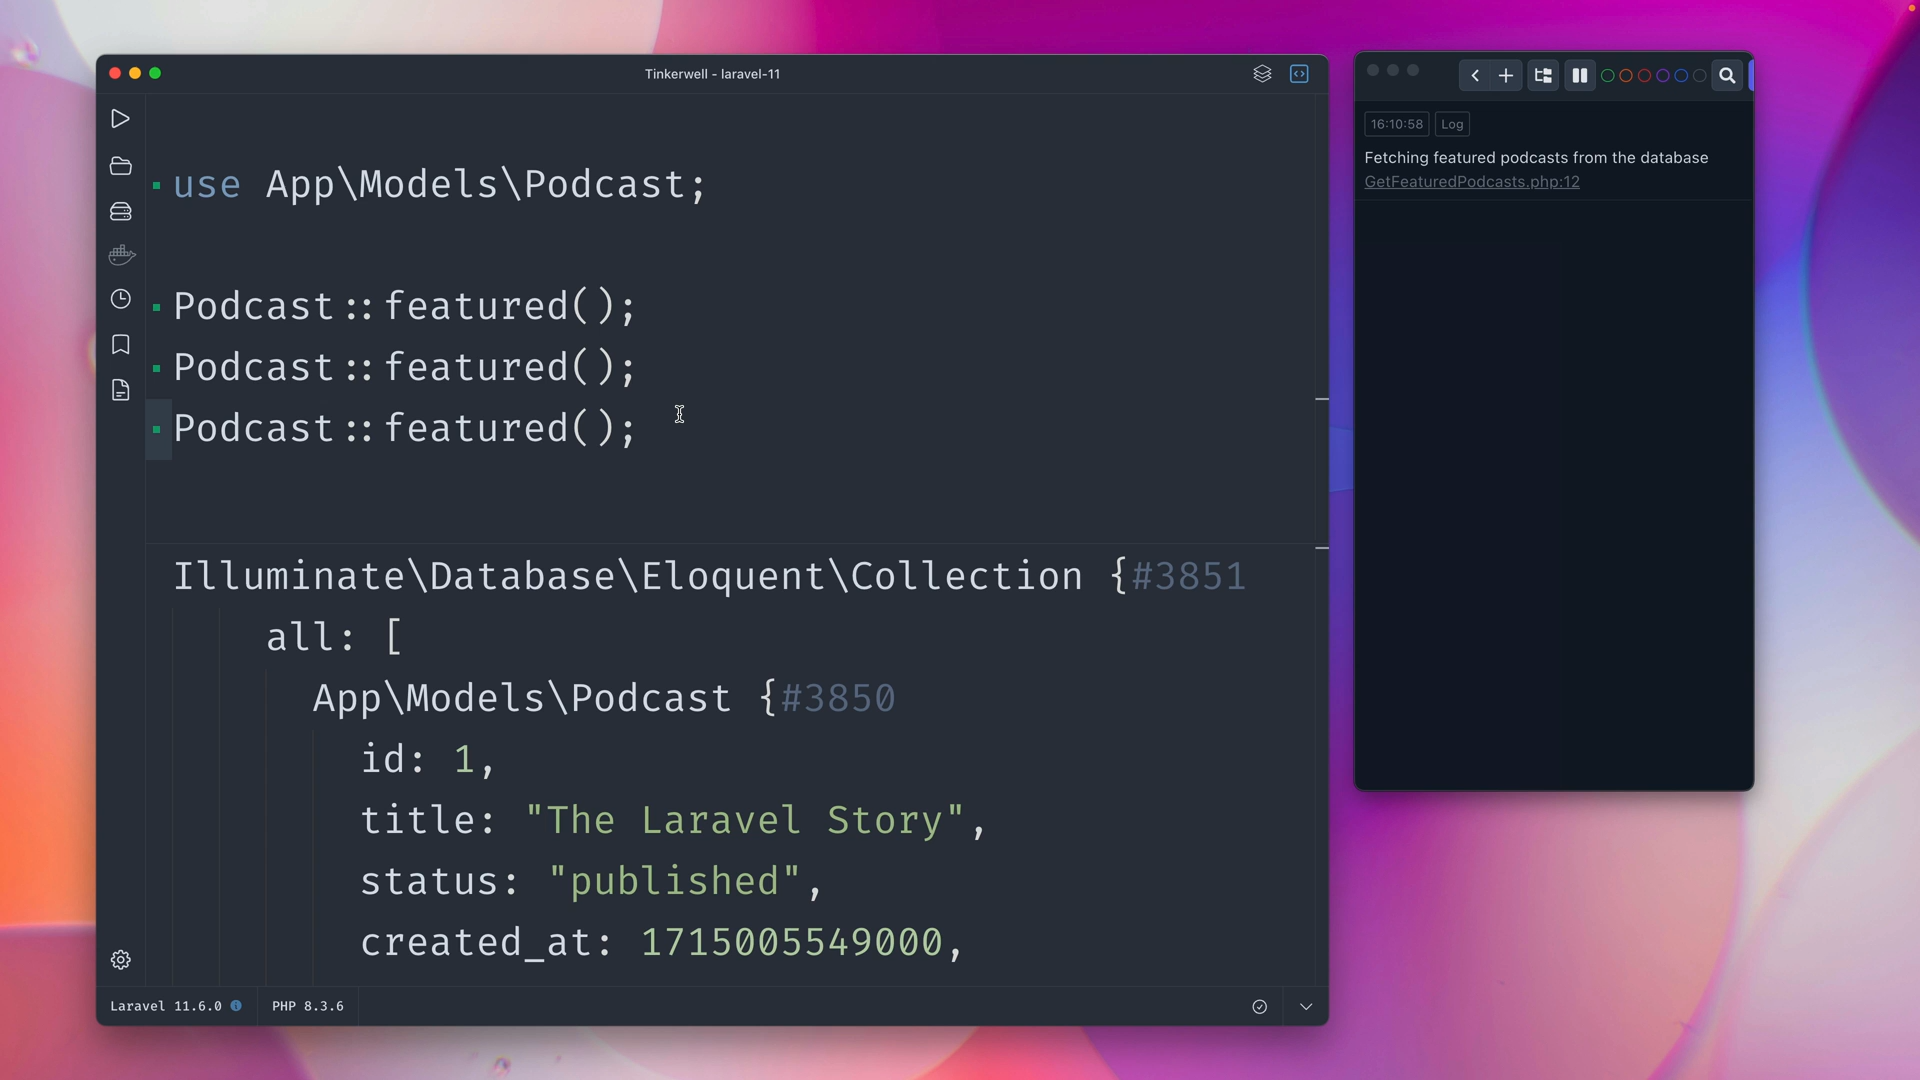 Tinkerwell - laravel-11
use App\Models\Podcast;
Podcast::featured();
Podcast::featured();
Podcast::featured();
Illuminate\Database\Eloquent\Collection {#3851
all: [
App\Models\Podcast {#3850
id: 1,
title: "The Laravel Story",
status: "published",
created_at: 1715005549000,
Laravel 11.6.0
PHP 8.3.6
16:10:58
Log
Fetching featured podcasts from the database
GetFeaturedPodcasts.php:12